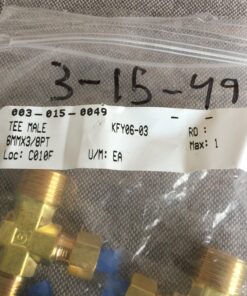 3-15-49
003-015-0049 - -
TEE MALE KFY06-03 RO :
6MMX3/8PT Max: 1
Loc: C010F U/M: EA